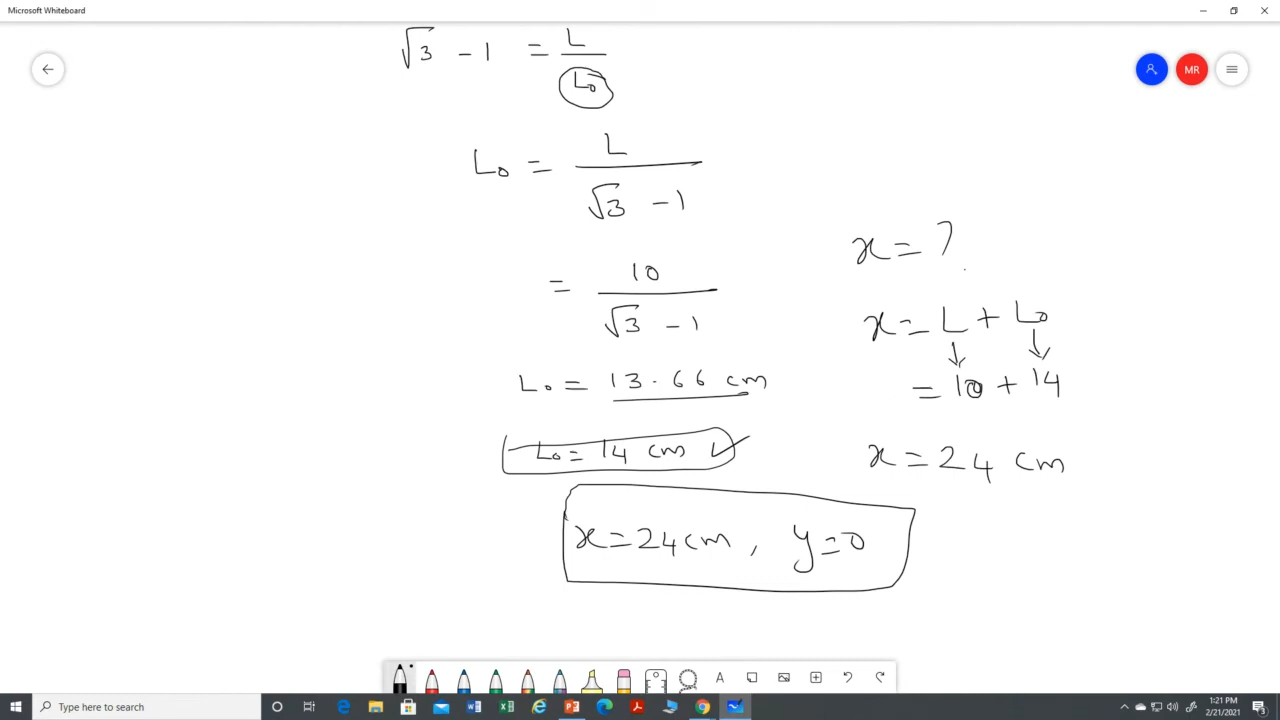 Microsoft Whiteboard
MR
√3 - 1 = L / L₀
L₀ = L / √3 - 1
= 10 / √3 - 1
L₀ = 13.66 cm
L₀ = 14 cm ✓
x = ?
x = L + L₀
= 10 + 14
x = 24 cm
x = 24 cm , y = 0
A
Type here to search
1:21 PM
2/21/2021
3